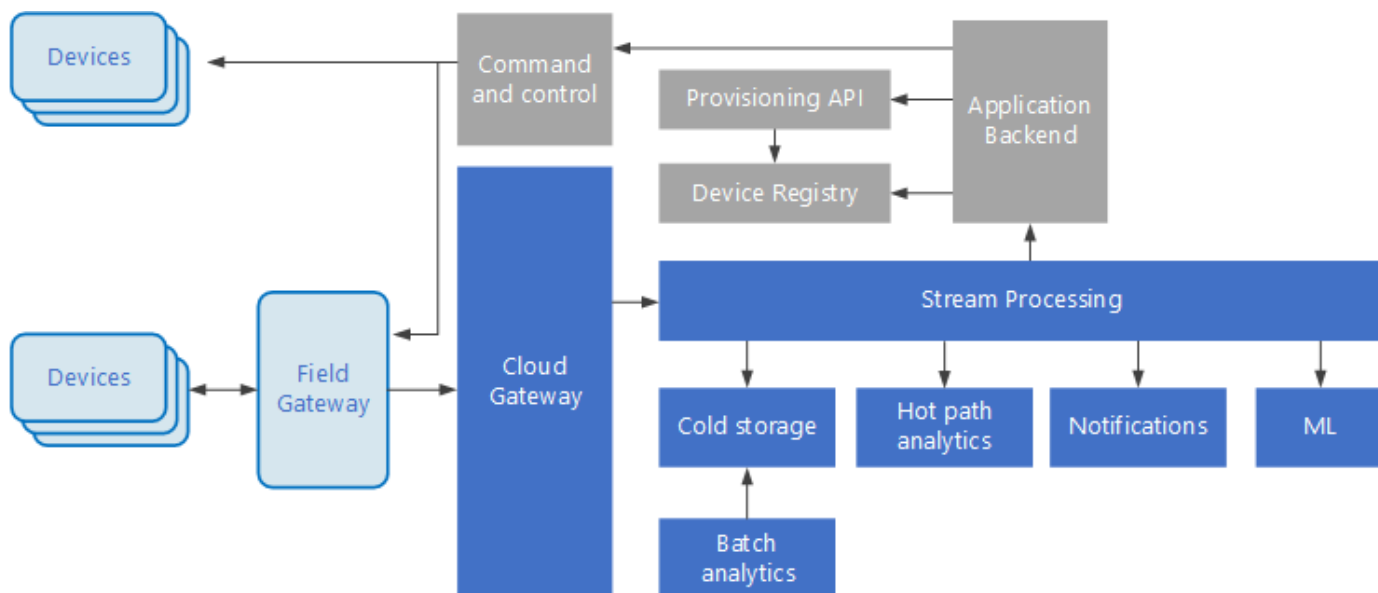 Devices
Command
and control
Provisioning API
Application
Backend
Device Registry
Stream Processing
Devices
Field
Gateway
Cloud
Gateway
Cold storage
Hot path
analytics
Notifications
ML
Batch
analytics